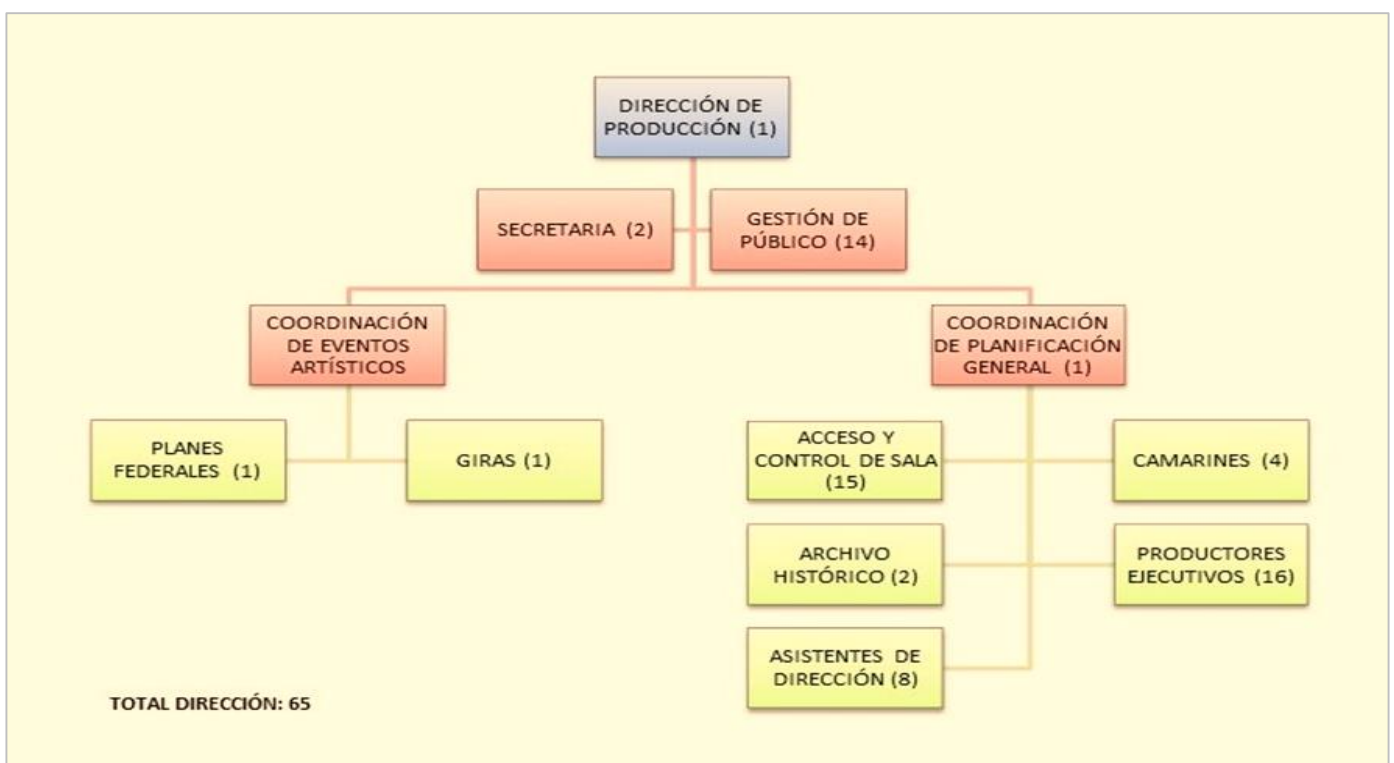 DIRECCIÓN DE
PRODUCCIÓN (1)
SECRETARIA (2)
GESTIÓN DE
PÚBLICO (14)
COORDINACIÓN
DE EVENTOS
ARTÍSTICOS
COORDINACIÓN
DE PLANIFICACIÓN
GENERAL (1)
PLANES
FEDERALES (1)
GIRAS (1)
ACCESO Y
CONTROL DE SALA
(15)
CAMARINES (4)
ARCHIVO
HISTÓRICO (2)
PRODUCTORES
EJECUTIVOS (16)
ASISTENTES DE
DIRECCIÓN (8)
TOTAL DIRECCIÓN: 65